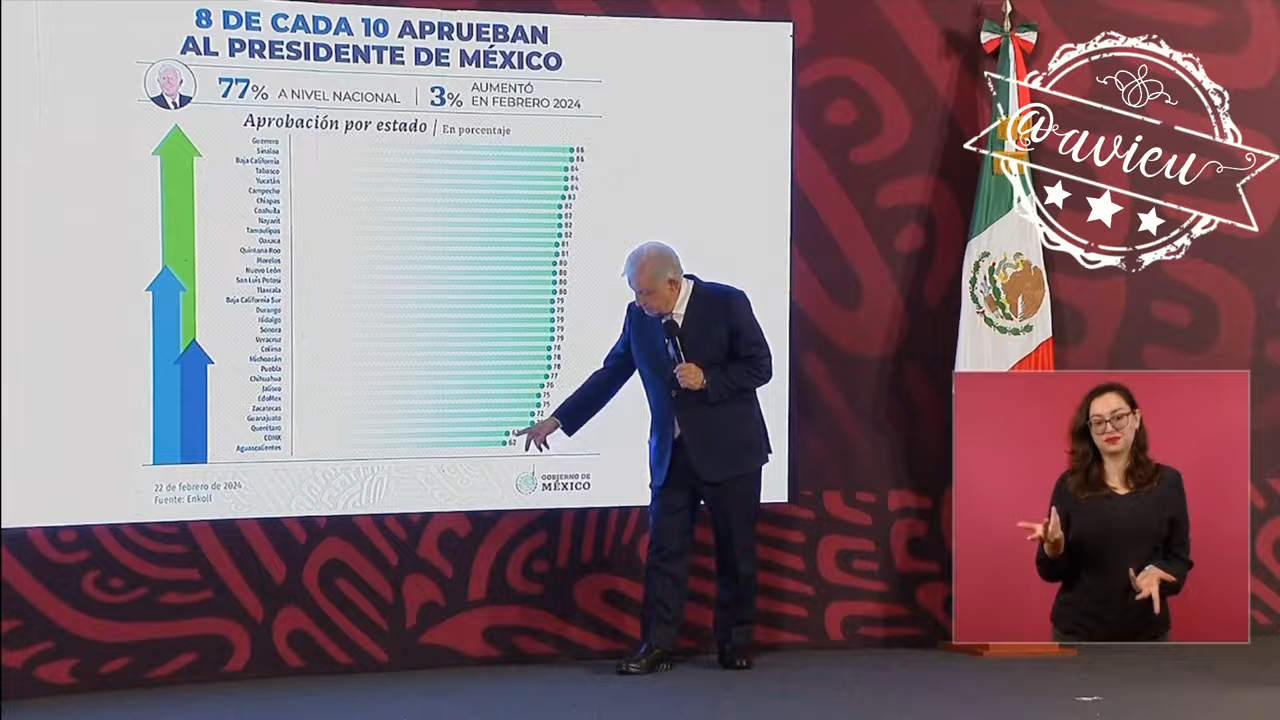 8 DE CADA 10 APRUEBAN
AL PRESIDENTE DE MÉXICO
77% A NIVEL NACIONAL | 3% AUMENTÓ
EN FEBRERO 2024
Aprobación por estado | En porcentaje
Guerrero
Sinaloa 86
Baja California 86
Tabasco 84
Yucatán 84
Campeche 84
Chiapas 83
Coahuila 82
Nayarit 82
Tamaulipas 82
Oaxaca 82
Quintana Roo 81
Morelos 81
Nuevo León 80
San Luis Potosí 80
Tlaxcala 80
Baja California Sur 80
Durango 79
Hidalgo 79
Sonora 79
Veracruz 79
Colima 79
Michoacán 78
Puebla 78
Chihuahua 78
Jalisco 77
EdoMex 76
Zacatecas 75
Guanajuato 75
Querétaro 72
CDMX
Aguascalientes 62
22 de febrero de 2024
Fuente: Enkoll
GOBIERNO DE
MÉXICO
@avieu